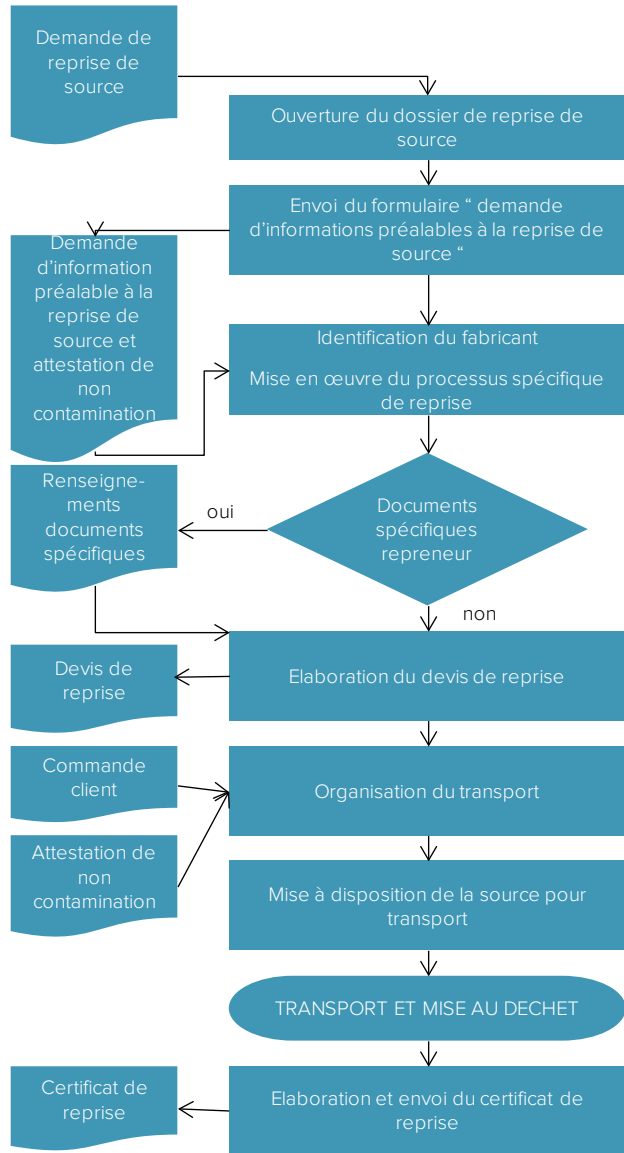 Demande de
reprise de
source
Ouverture du dossier de reprise de
source
Envoi du formulaire “ demande
d’informations préalables à la reprise de
source “
Demande
d’information
préalable à la
reprise de
source et
attestation de
non
contamination
Identification du fabricant
Mise en œuvre du processus spécifique
de reprise
Documents
spécifiques
repreneur
oui
Renseigne-
ments
documents
spécifiques
non
Elaboration du devis de reprise
Devis de
reprise
Commande
client
Attestation de
non
contamination
Organisation du transport
Mise à disposition de la source pour
transport
TRANSPORT ET MISE AU DECHET
Elaboration et envoi du certificat de
reprise
Certificat de
reprise